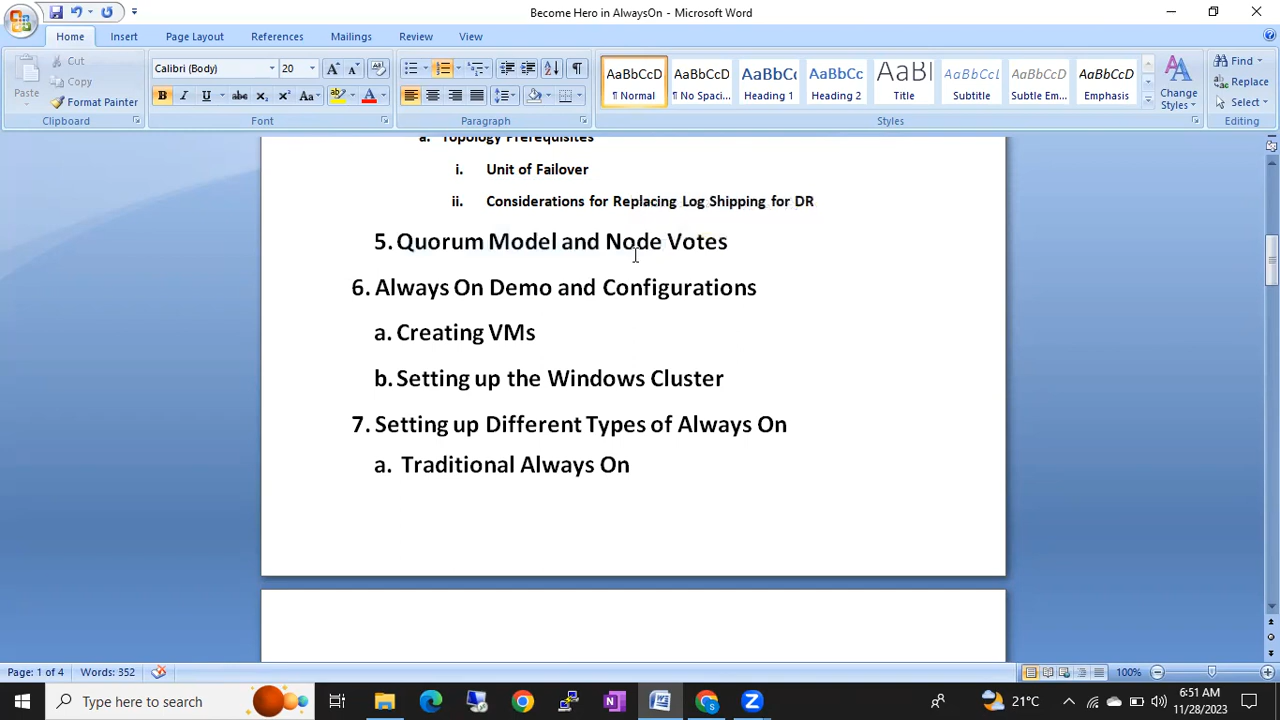 Become Hero in AlwaysOn - Microsoft Word
Home Insert Page Layout References Mailings Review View
Paste
Cut
Copy
Format Painter
Clipboard
Calibri (Body) 20
Font
Paragraph
AaBbCcD AaBbCcD AaBbCc AaBbCc AaBl AaBbCcL AaBbCcD AaBbCcD
¶ Normal ¶ No Spaci... Heading 1 Heading 2 Title Subtitle Subtle Em... Emphasis
Change Styles
Styles
Find
Replace
Select
Editing
a. Topology Prerequisites
i. Unit of Failover
ii. Considerations for Replacing Log Shipping for DR
5. Quorum Model and Node Votes
6. Always On Demo and Configurations
a. Creating VMs
b. Setting up the Windows Cluster
7. Setting up Different Types of Always On
a. Traditional Always On
Page: 1 of 4 Words: 352 100%
Type here to search
21°C
6:51 AM
11/28/2023